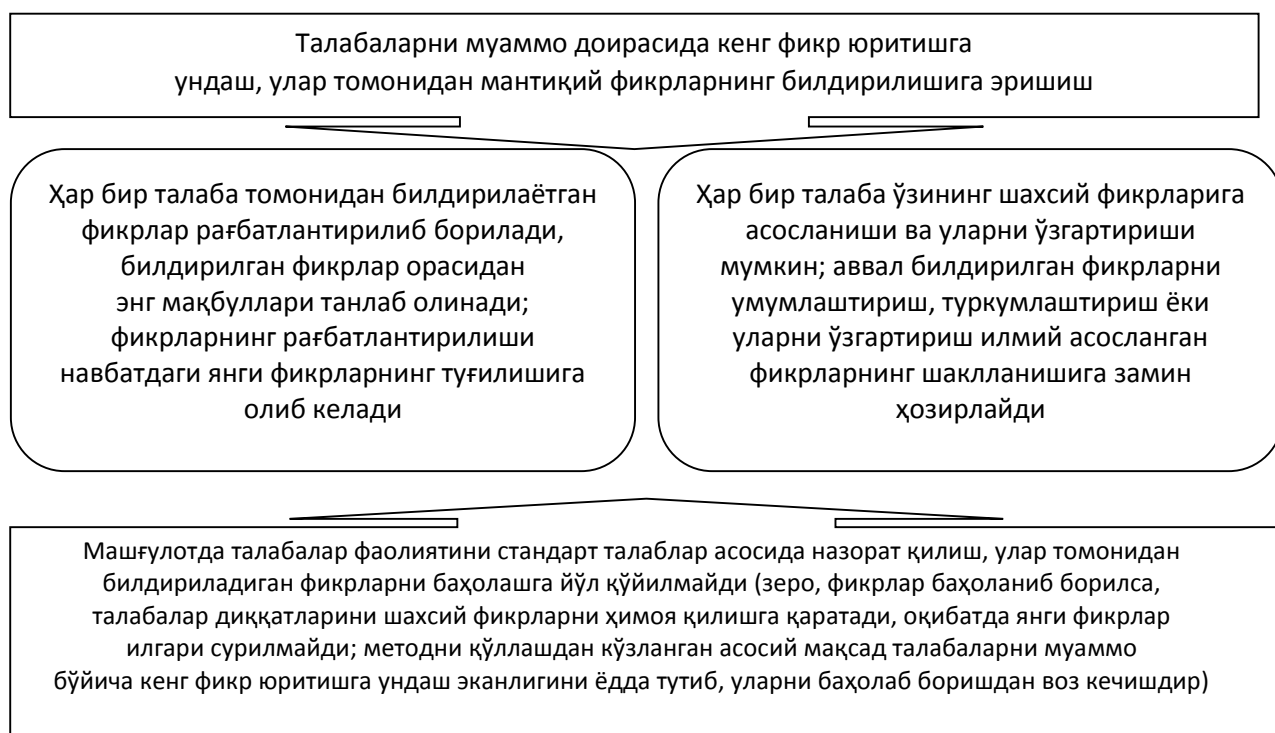 Талабаларни муаммо доирасида кенг фикр юритишга
ундаш, улар томонидан мантиқий фикрларнинг билдирилишига эришиш
Ҳар бир талаба томонидан билдирилаётган
фикрлар рағбатлантирилиб борилади,
билдирилган фикрлар орасидан
энг мақбуллари танлаб олинади;
фикрларнинг рағбатлантирилиши
навбатдаги янги фикрларнинг туғилишига
олиб келади
Ҳар бир талаба ўзининг шахсий фикрларига
асосланиши ва уларни ўзгартириши
мумкин; аввал билдирилган фикрларни
умумлаштириш, туркумлаштириш ёки
уларни ўзгартириш илмий асосланган
фикрларнинг шаклланишига замин
ҳозирлайди
Машғулотда талабалар фаолиятини стандарт талаблар асосида назорат қилиш, улар томонидан
билдириладиган фикрларни баҳолашга йўл қўйилмайди (зеро, фикрлар баҳоланиб борилса,
талабалар диққатларини шахсий фикрларни ҳимоя қилишга қаратади, оқибатда янги фикрлар
илгари сурилмайди; методни қўллашдан кўзланган асосий мақсад талабаларни муаммо
бўйича кенг фикр юритишга ундаш эканлигини ёдда тутиб, уларни баҳолаб боришдан воз кечишдир)